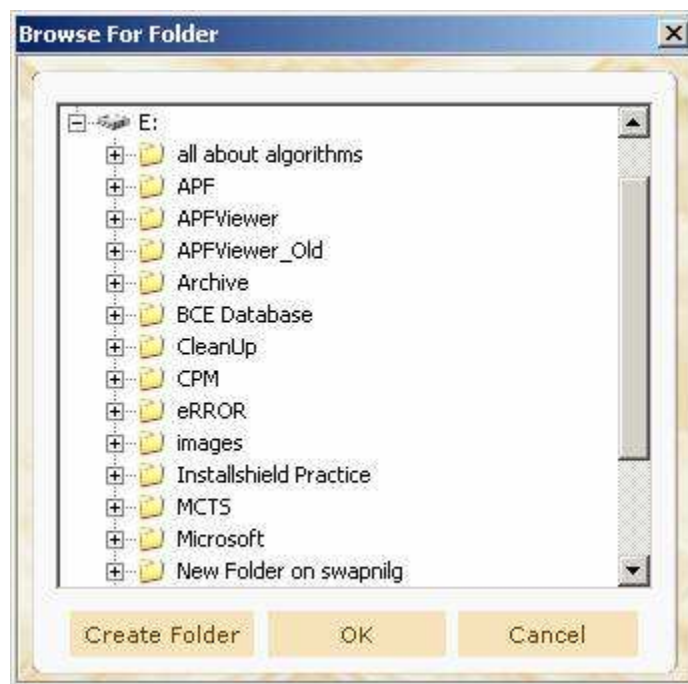 Browse For Folder
E:
all about algorithms
APF
APFViewer
APFViewer_Old
Archive
BCE Database
CleanUp
CPM
eRROR
images
Installshield Practice
MCTS
Microsoft
New Folder on swapnilg
Create Folder OK Cancel